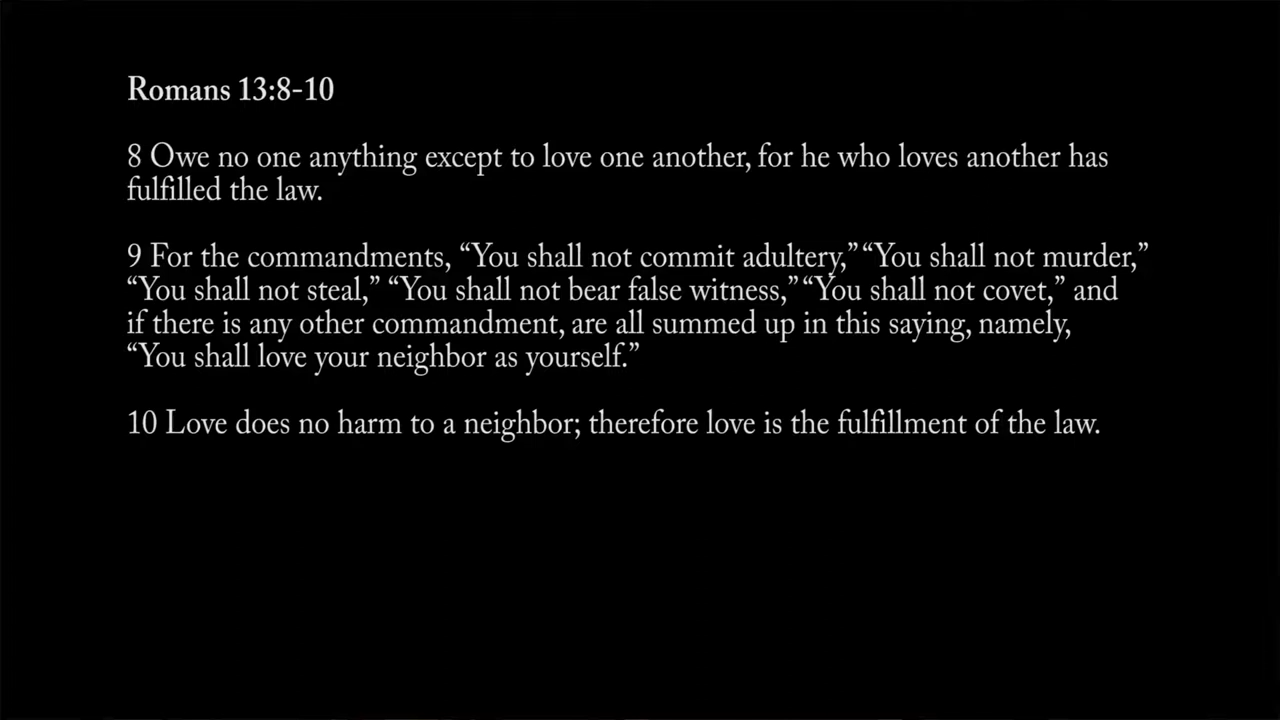 Romans 13:8-10
8 Owe no one anything except to love one another, for he who loves another has
fulfilled the law.
9 For the commandments, “You shall not commit adultery,” “You shall not murder,”
“You shall not steal,” “You shall not bear false witness,” “You shall not covet,” and
if there is any other commandment, are all summed up in this saying, namely,
“You shall love your neighbor as yourself.”
10 Love does no harm to a neighbor; therefore love is the fulfillment of the law.